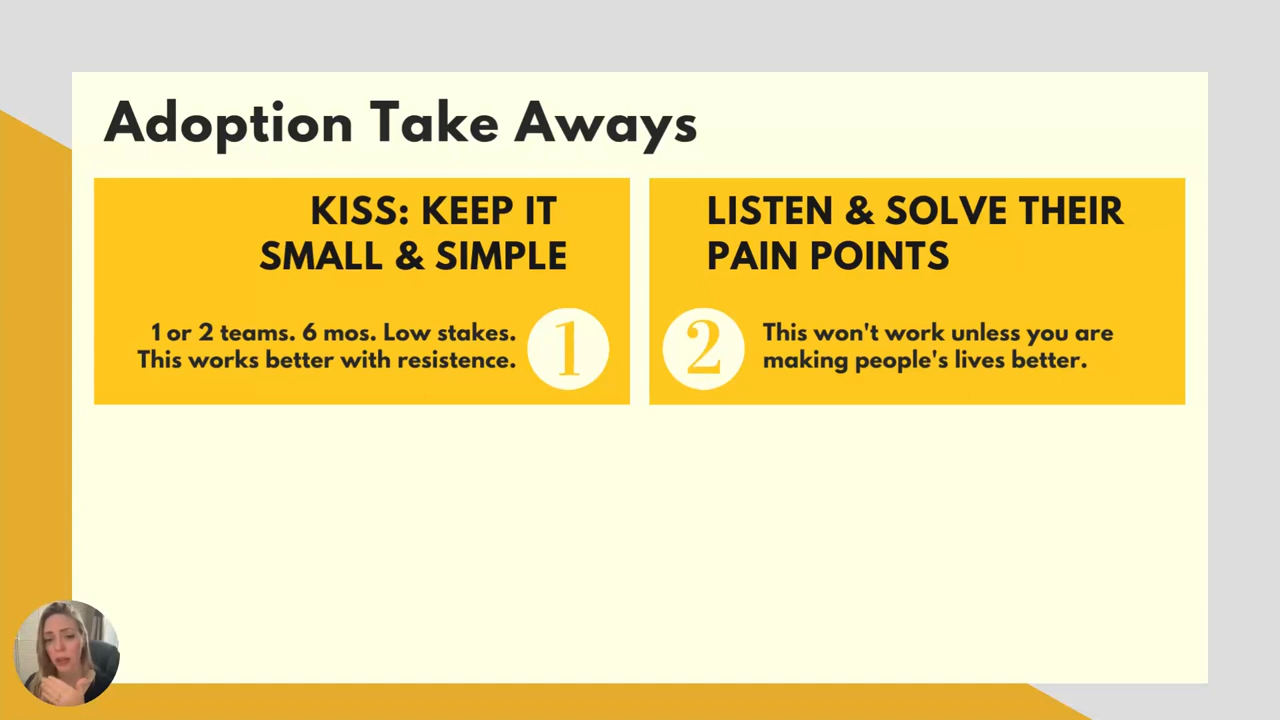 Adoption Take Aways
KISS: KEEP IT
SMALL & SIMPLE
1 or 2 teams. 6 mos. Low stakes.
This works better with resistence.
1
LISTEN & SOLVE THEIR
PAIN POINTS
2
This won't work unless you are
making people's lives better.